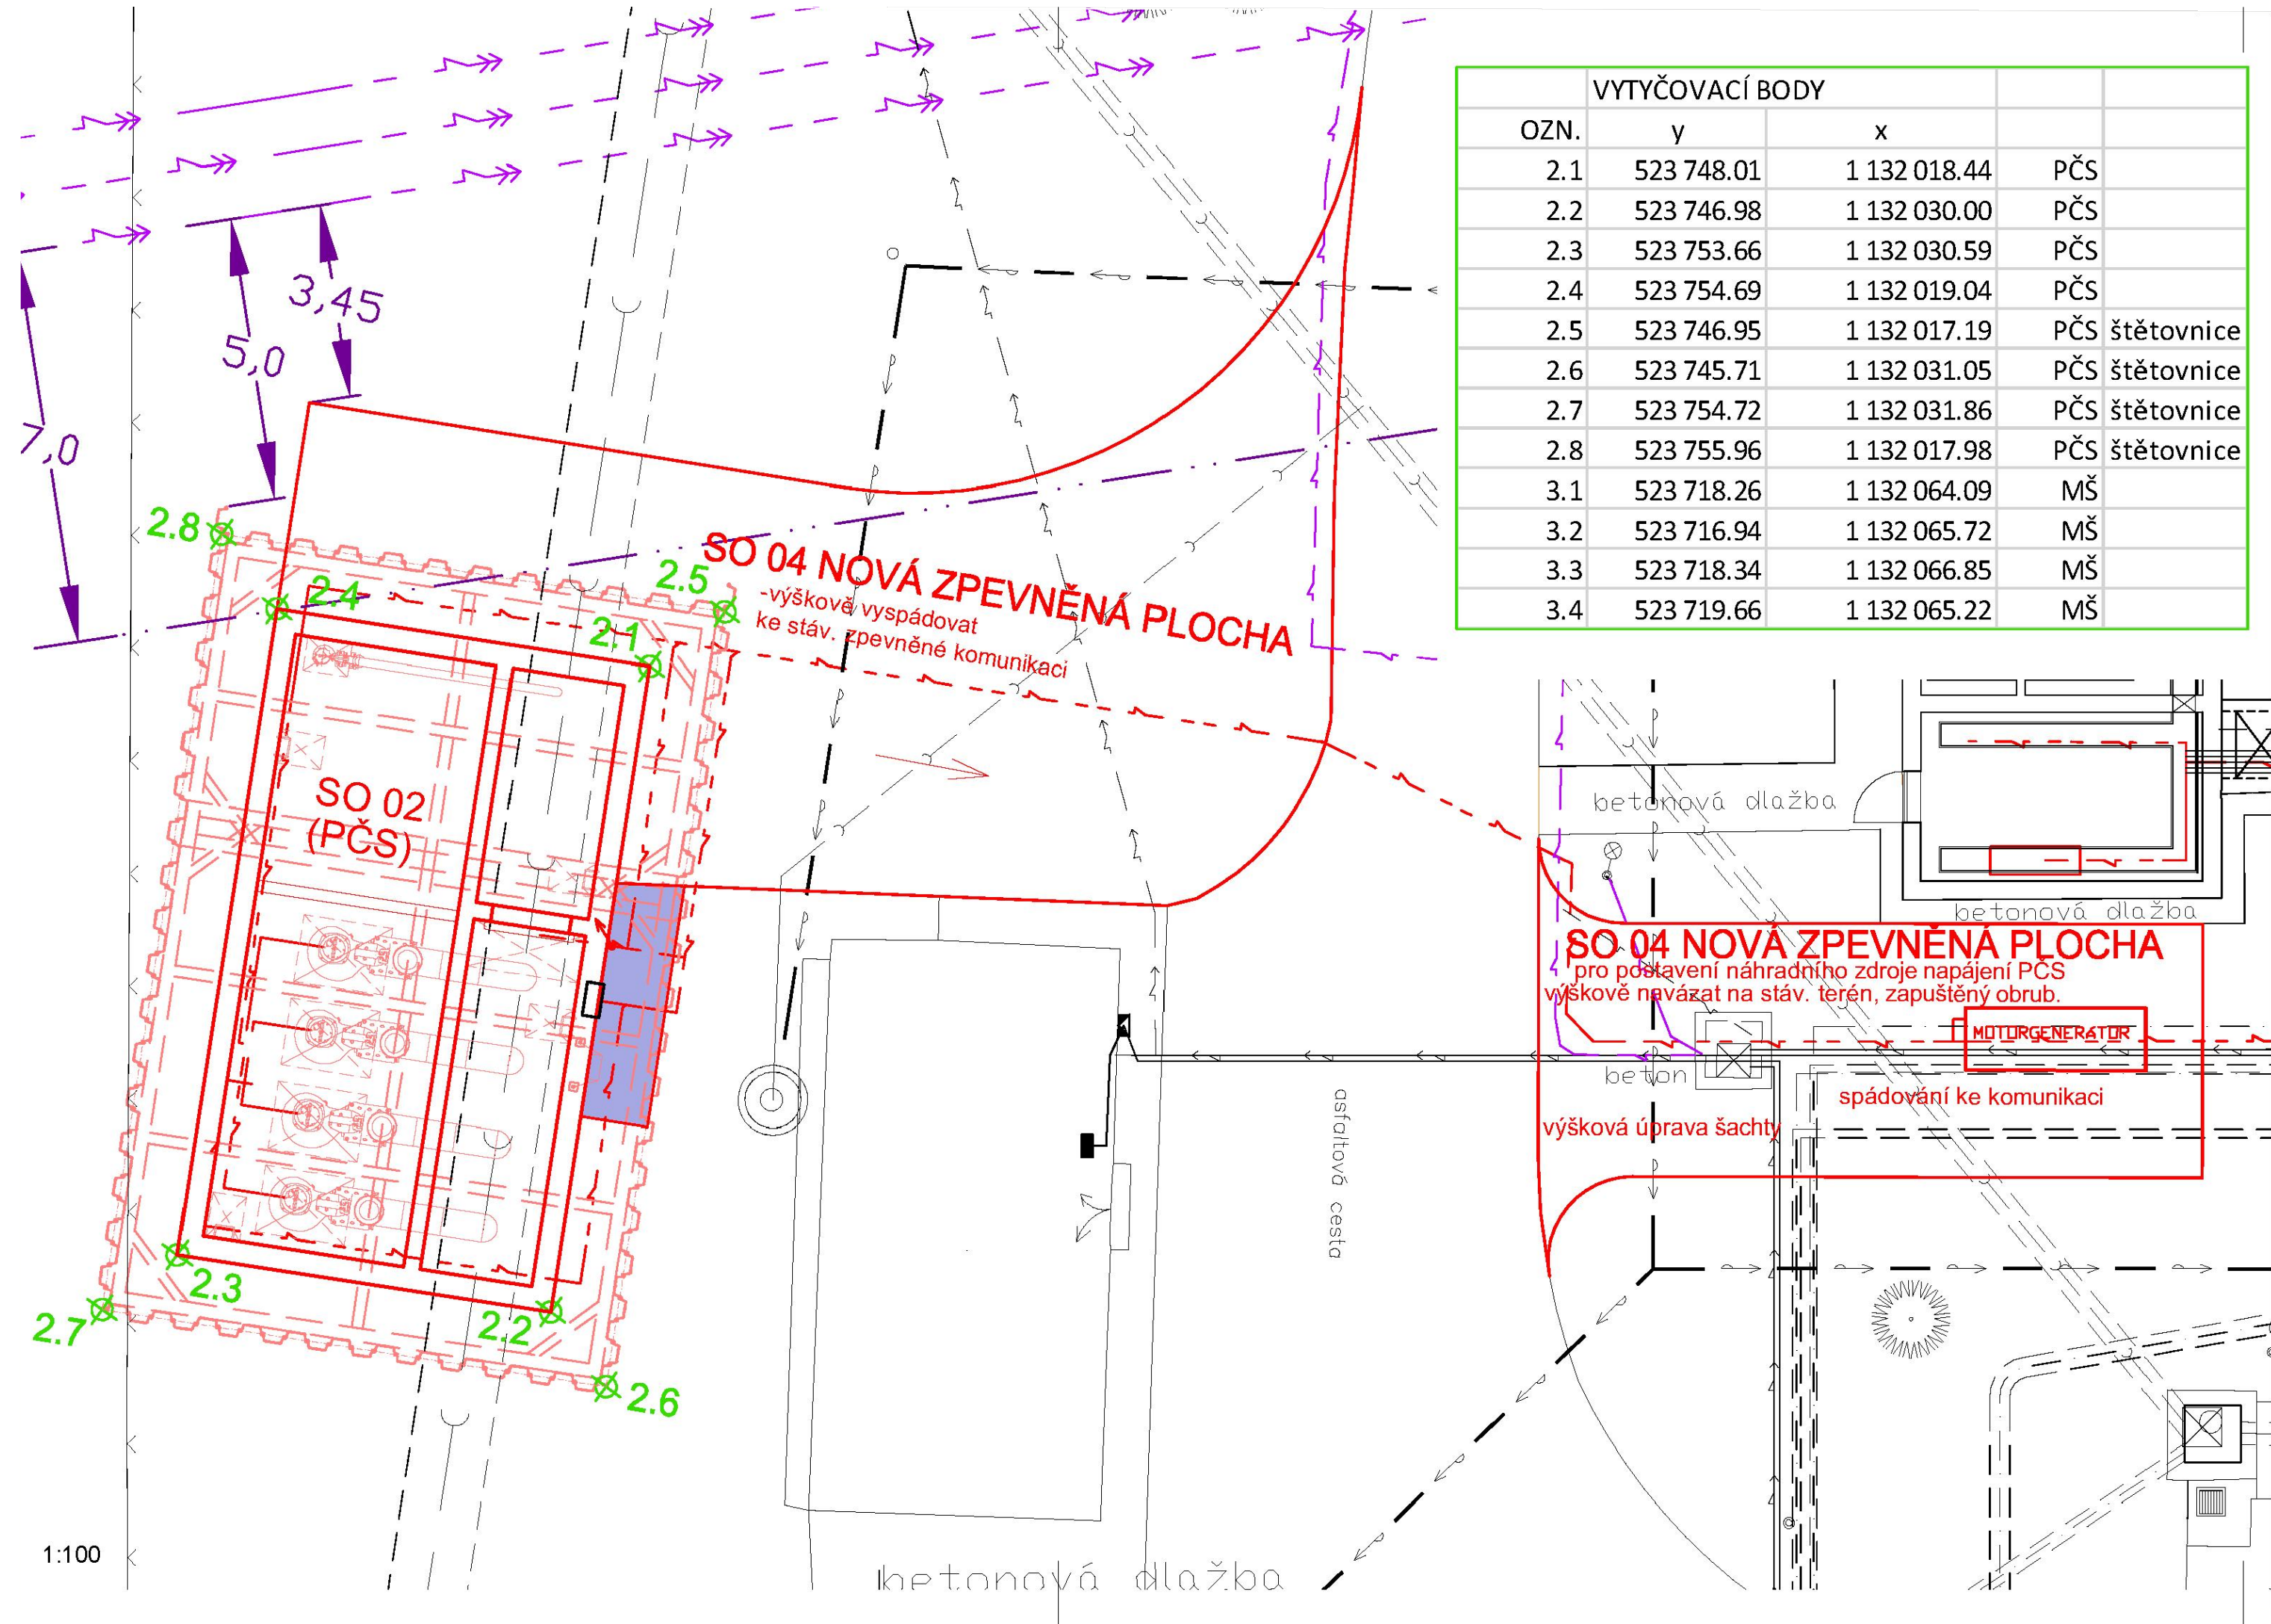 VYTYČOVACÍ BODY
OZN. y x
2.1 523 748.01 1 132 018.44 PČS
2.2 523 746.98 1 132 030.00 PČS
2.3 523 753.66 1 132 030.59 PČS
2.4 523 754.69 1 132 019.04 PČS
2.5 523 746.95 1 132 017.19 PČS štětovnice
2.6 523 745.71 1 132 031.05 PČS štětovnice
2.7 523 754.72 1 132 031.86 PČS štětovnice
2.8 523 755.96 1 132 017.98 PČS štětovnice
3.1 523 718.26 1 132 064.09 MŠ
3.2 523 716.94 1 132 065.72 MŠ
3.3 523 718.34 1 132 066.85 MŠ
3.4 523 719.66 1 132 065.22 MŠ
3,45
5,0
7,0
2.8
2.4
2.5
2.1
SO 04 NOVÁ ZPEVNĚNÁ PLOCHA
-výškově vyspádovat
ke stáv. zpevněné komunikaci
SO 02
(PČS)
2.3
2.7
2.2
2.6
betonová dlažba
betonová dlažba
SO 04 NOVÁ ZPEVNĚNÁ PLOCHA
pro postavení náhradního zdroje napájení PČS
výškově navázat na stáv. terén, zapuštěný obrub.
MOTORGENERATOR
beton
spádování ke komunikaci
výšková úprava šachty
asfaltová cesta
1:100
betonová dlažba